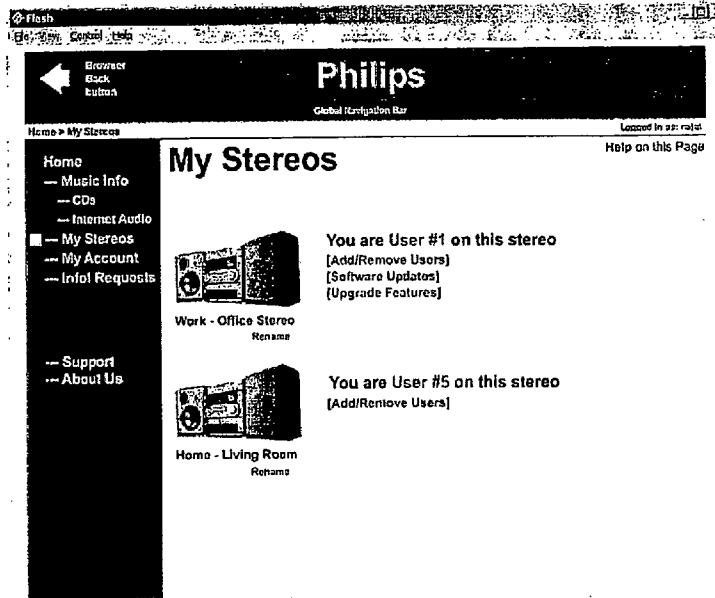 Flash
File View Control Help
Browser
Back
button
Philips
Global Navigation Bar
Home > My Stereos
Logged in as: rafal
Help on this Page
My Stereos
Home
--- Music Info
--- CDs
--- Internet Audio
--- My Stereos
--- My Account
--- Info! Requests
--- Support
--- About Us
You are User #1 on this stereo
[Add/Remove Users]
[Software Updates]
[Upgrade Features]
Work - Office Stereo
Rename
You are User #5 on this stereo
[Add/Remove Users]
Home - Living Room
Rename